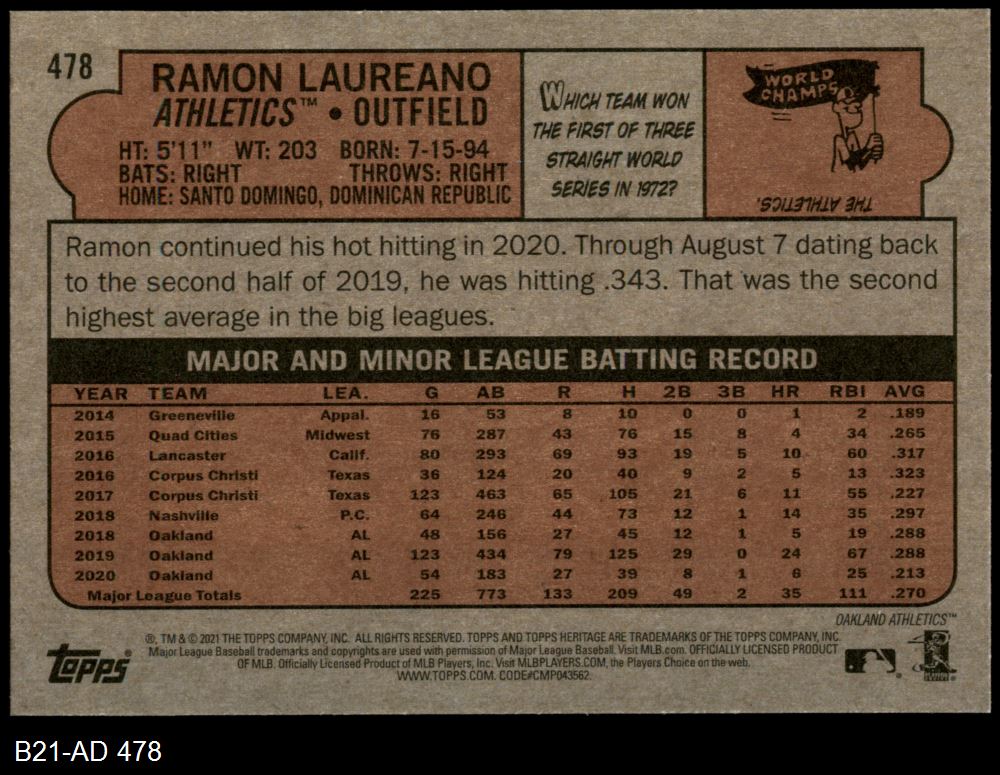 478
RAMON LAUREANO
ATHLETICS™ • OUTFIELD
HT: 5'11" WT: 203 BORN: 7-15-94
BATS: RIGHT THROWS: RIGHT
HOME: SANTO DOMINGO, DOMINICAN REPUBLIC
WHICH TEAM WON
THE FIRST OF THREE
STRAIGHT WORLD
SERIES IN 1972?
WORLD
CHAMPS
THE ATHLETICS.
Ramon continued his hot hitting in 2020. Through August 7 dating back
to the second half of 2019, he was hitting .343. That was the second
highest average in the big leagues.
MAJOR AND MINOR LEAGUE BATTING RECORD
YEAR TEAM LEA. G AB R H 2B 3B HR RBI AVG
2014 Greeneville Appal. 16 53 8 10 0 0 1 2 .189
2015 Quad Cities Midwest 76 287 43 76 15 8 4 34 .265
2016 Lancaster Calif. 80 293 69 93 19 5 10 60 .317
2016 Corpus Christi Texas 36 124 20 40 9 2 5 13 .323
2017 Corpus Christi Texas 123 463 65 105 21 6 11 55 .227
2018 Nashville P.C. 64 246 44 73 12 1 14 35 .297
2018 Oakland AL 48 156 27 45 12 1 5 19 .288
2019 Oakland AL 123 434 79 125 29 0 24 67 .288
2020 Oakland AL 54 183 27 39 8 1 6 25 .213
Major League Totals 225 773 133 209 49 2 35 111 .270
OAKLAND ATHLETICS™
Topps®
®, TM & © 2021 THE TOPPS COMPANY, INC. ALL RIGHTS RESERVED. TOPPS AND TOPPS HERITAGE ARE TRADEMARKS OF THE TOPPS COMPANY, INC.
Major League Baseball trademarks and copyrights are used with permission of Major League Baseball. Visit MLB.com. OFFICIALLY LICENSED PRODUCT
OF MLB. Officially Licensed Product of MLB Players, Inc. Visit MLBPLAYERS.COM, the Players Choice on the web.
WWW.TOPPS.COM. CODE#CMP043562.
B21-AD 478